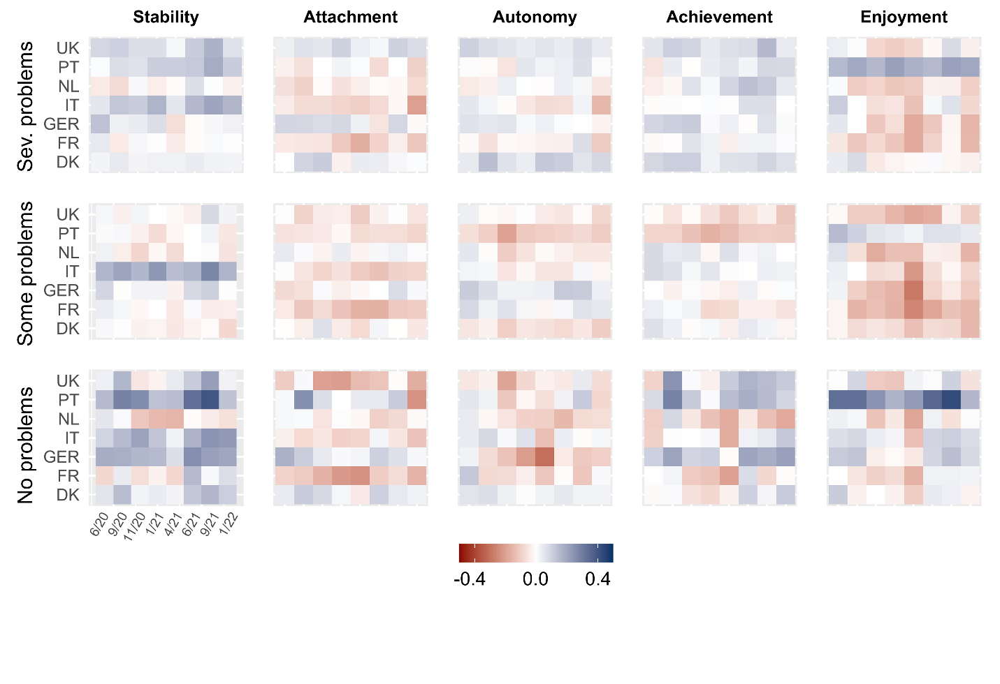 Stability Attachment Autonomy Achievement Enjoyment
Sev. problems
UK
PT
NL
IT
GER
FR
DK
Some problems
UK
PT
NL
IT
GER
FR
DK
No problems
UK
PT
NL
IT
GER
FR
DK
6/20 9/20 11/20 1/21 4/21 6/21 9/21 1/22
-0.4 0.0 0.4